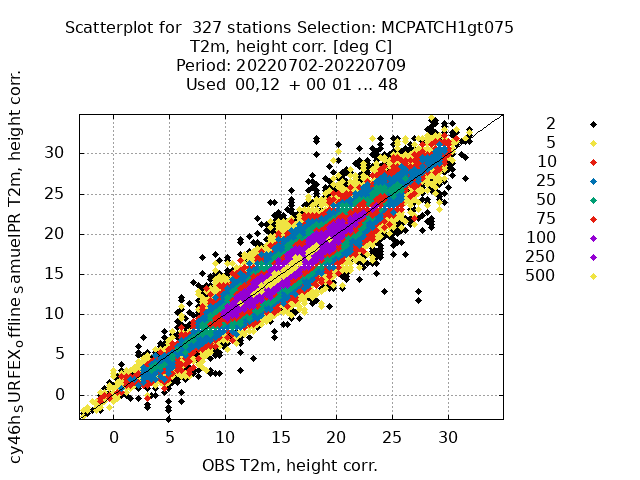 Scatterplot for  327 stations Selection: MCPATCH1gt075
T2m, height corr. [deg C]
Period: 20220702-20220709
Used  00,12  + 00 01 ... 48
cy46h_SURFEX_offline_samuelPR  T2m, height corr.
30
25
20
15
10
5
0
0 5 10 15 20 25 30
OBS T2m, height corr.
2
5
10
25
50
75
100
250
500